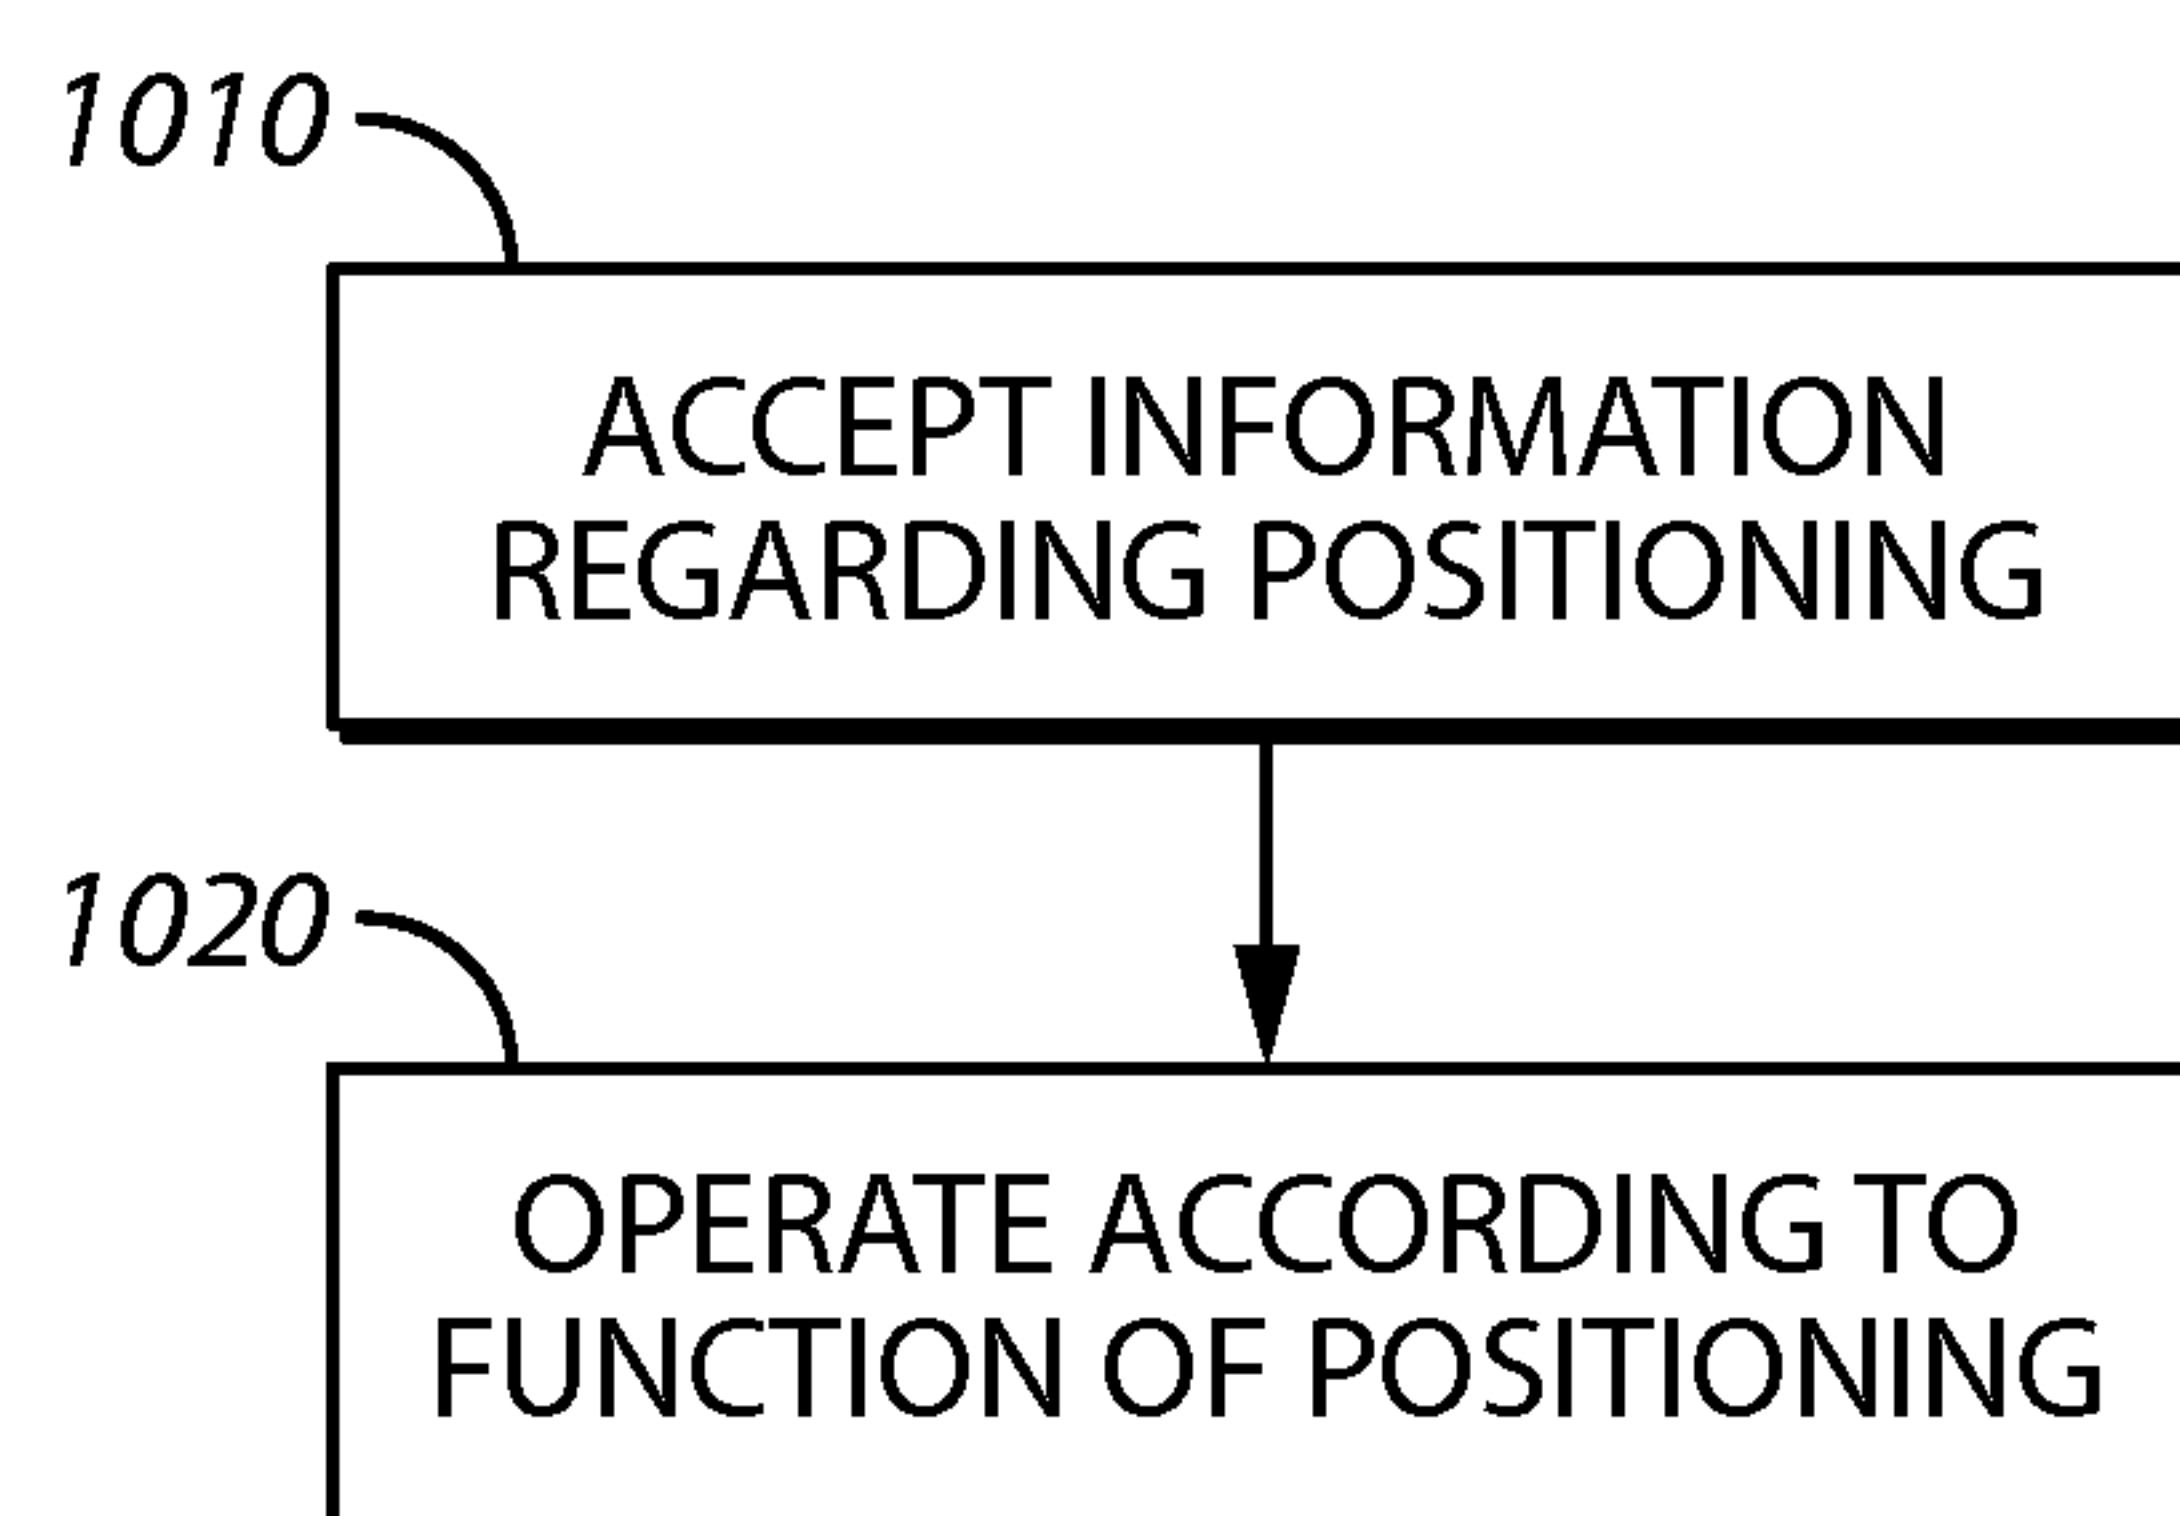 1010
ACCEPT INFORMATION
REGARDING POSITIONING
1020
OPERATE ACCORDING TO
FUNCTION OF POSITIONING